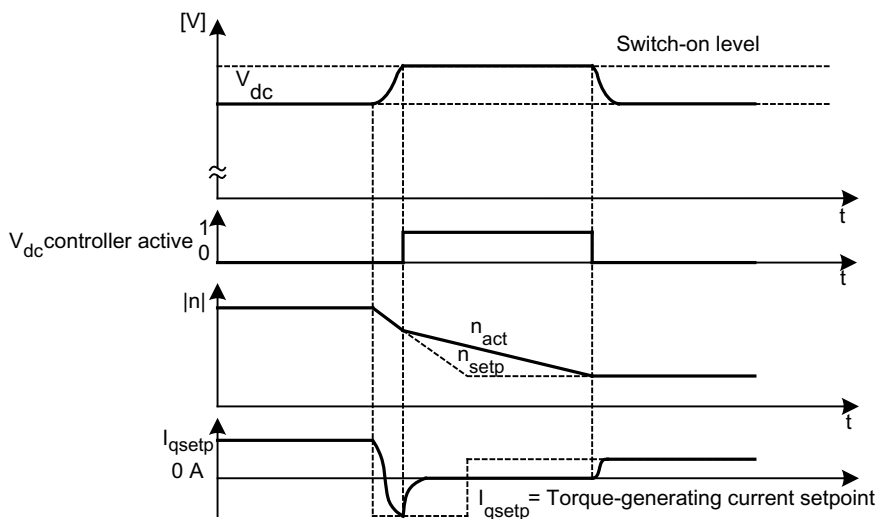 [V]
Switch-on level
Vdc
t
Vdc controller active
1
0
t
|n|
nact
nsetp
t
Iqsetp
0 A
t
Iqsetp = Torque-generating current setpoint